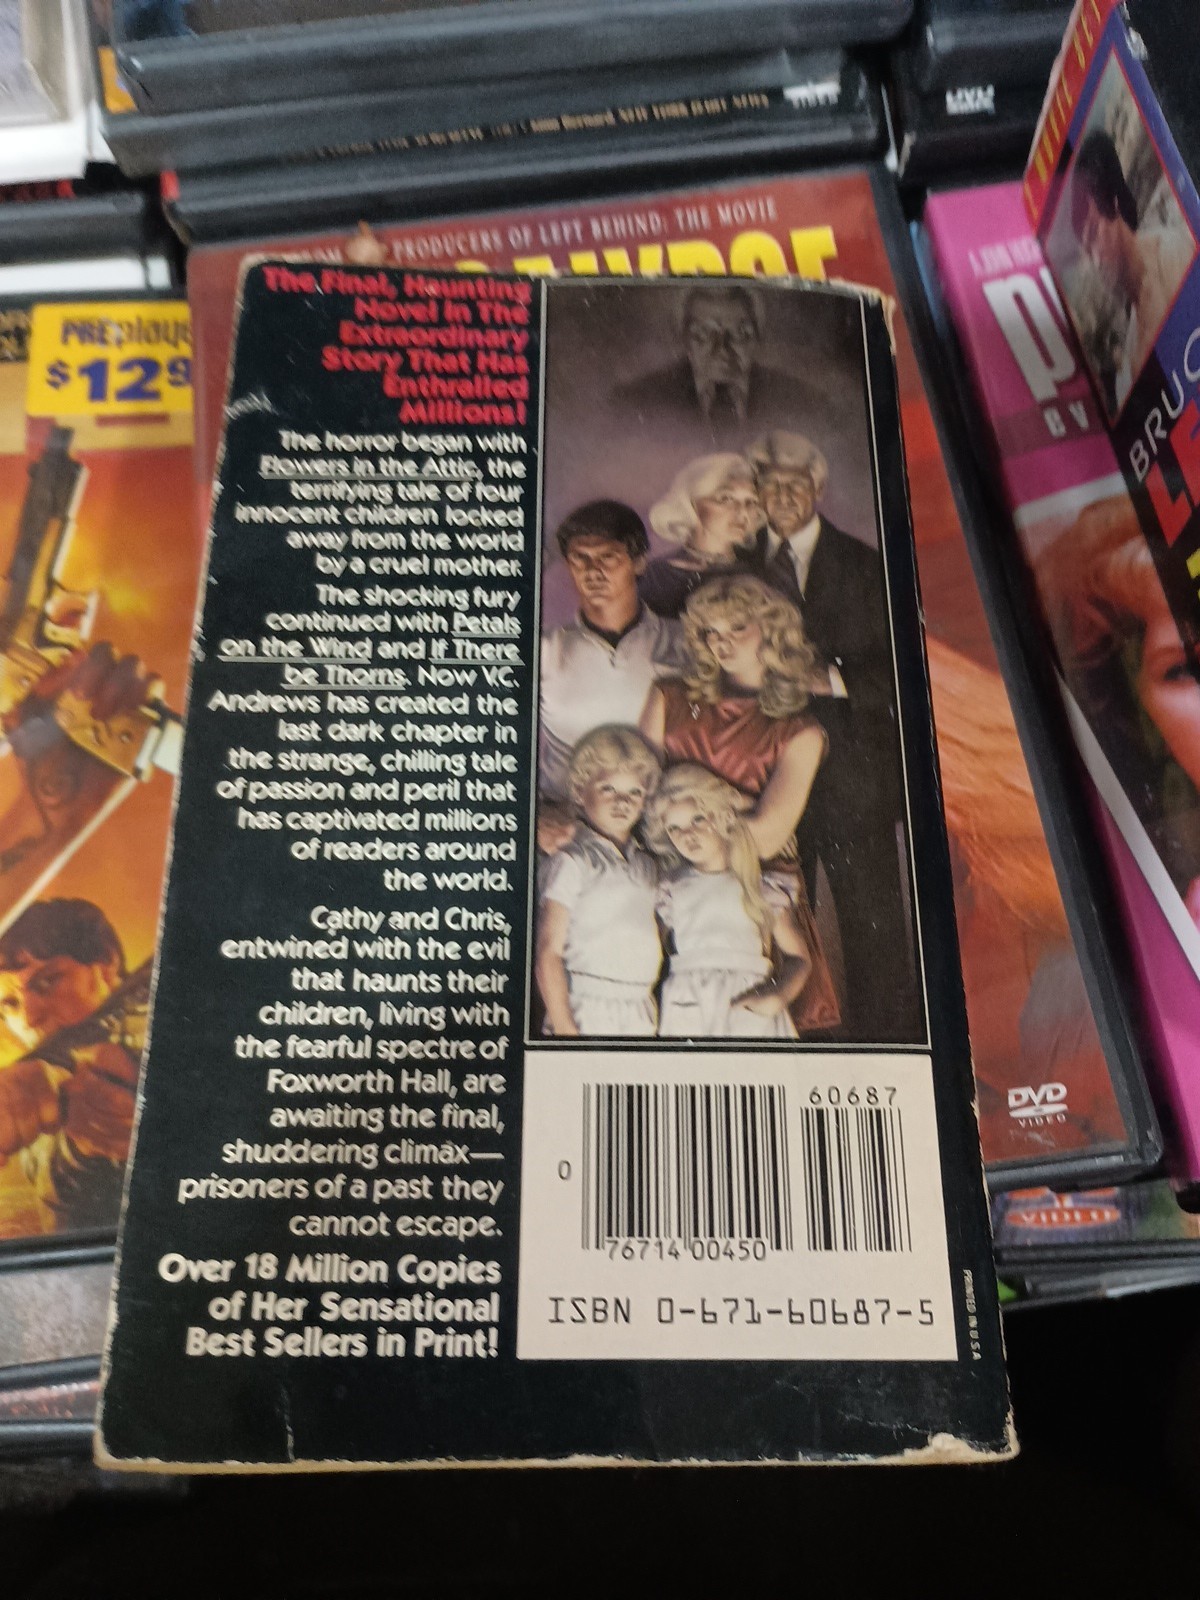 PRODUCERS OF LEFT BEHIND: THE MOVIE
PREplaye
$12
The Final, Haunting
Novel In The
Extraordinary
Story That Has
Enthralled
Millions!
The horror began with
Flowers in the Attic, the
terrifying tale of four
innocent children locked
away from the world
by a cruel mother.
The shocking fury
continued with Petals
on the Wind and If There
be Thorns. Now V.C.
Andrews has created the
last dark chapter in
the strange, chilling tale
of passion and peril that
has captivated millions
of readers around
the world.
Cathy and Chris,
entwined with the evil
that haunts their
children, living with
the fearful spectre of
Foxworth Hall, are
awaiting the final,
shuddering climax—
prisoners of a past they
cannot escape.
Over 18 Million Copies
of Her Sensational
Best Sellers in Print!
60687
0
76714 00450
ISBN 0-671-60687-5
PRINTED IN U.S.A
DVD
VIDEO
VIDEO
BRUC